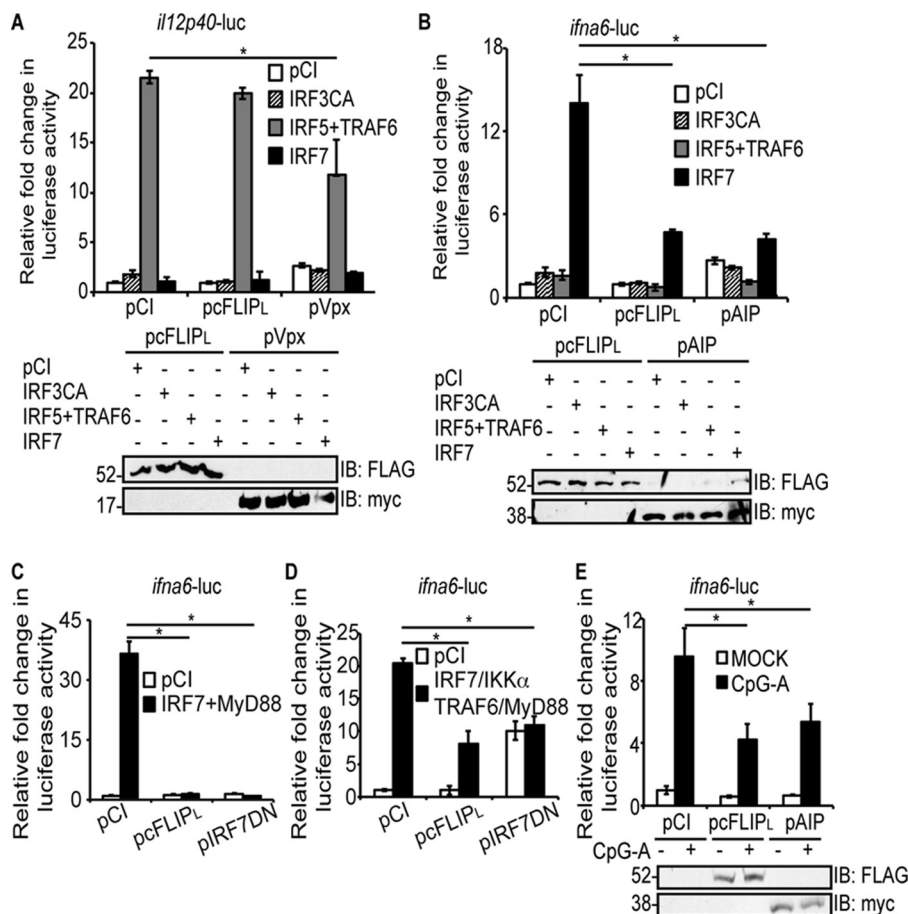 A
il12p40-luc
Relative fold change in
luciferase activity
25
20
15
10
5
0
*
pCI
IRF3CA
IRF5+TRAF6
IRF7
pCI pcFLIPL pVpx
pcFLIPL pVpx
pCI + - - - + - - -
IRF3CA - + - - - + - -
IRF5+TRAF6 - - + - - - + -
IRF7 - - - + - - - +
52- IB: FLAG
17- IB: myc
B
ifna6-luc
Relative fold change in
luciferase activity
18
12
6
0
*
*
pCI
IRF3CA
IRF5+TRAF6
IRF7
pCI pcFLIPL pAIP
pcFLIPL pAIP
pCI + - - - + - - -
IRF3CA - + - - - + - -
IRF5+TRAF6 - - + - - - + -
IRF7 - - - + - - - +
52- IB: FLAG
38- IB: myc
C
ifna6-luc
Relative fold change in
luciferase activity
45
30
15
0
*
*
pCI
IRF7+MyD88
pCI pcFLIPL pIRF7DN
D
ifna6-luc
Relative fold change in
luciferase activity
25
20
15
10
5
0
*
*
pCI
IRF7/IKKα
TRAF6/MyD88
pCI pcFLIPL pIRF7DN
E
ifna6-luc
Relative fold change in
luciferase activity
12
8
4
0
*
*
MOCK
CpG-A
pCI pcFLIPL pAIP
CpG-A - + - + - +
52 IB: FLAG
38 IB: myc